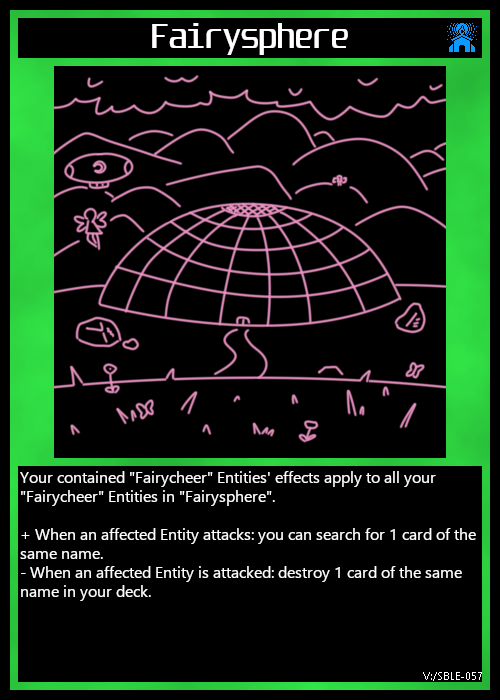 Fairysphere
Your contained "Fairycheer" Entities' effects apply to all your
"Fairycheer" Entities in "Fairysphere".
+ When an affected Entity attacks: you can search for 1 card of the
same name.
- When an affected Entity is attacked: destroy 1 card of the same
name in your deck.
V:/SBLE-057